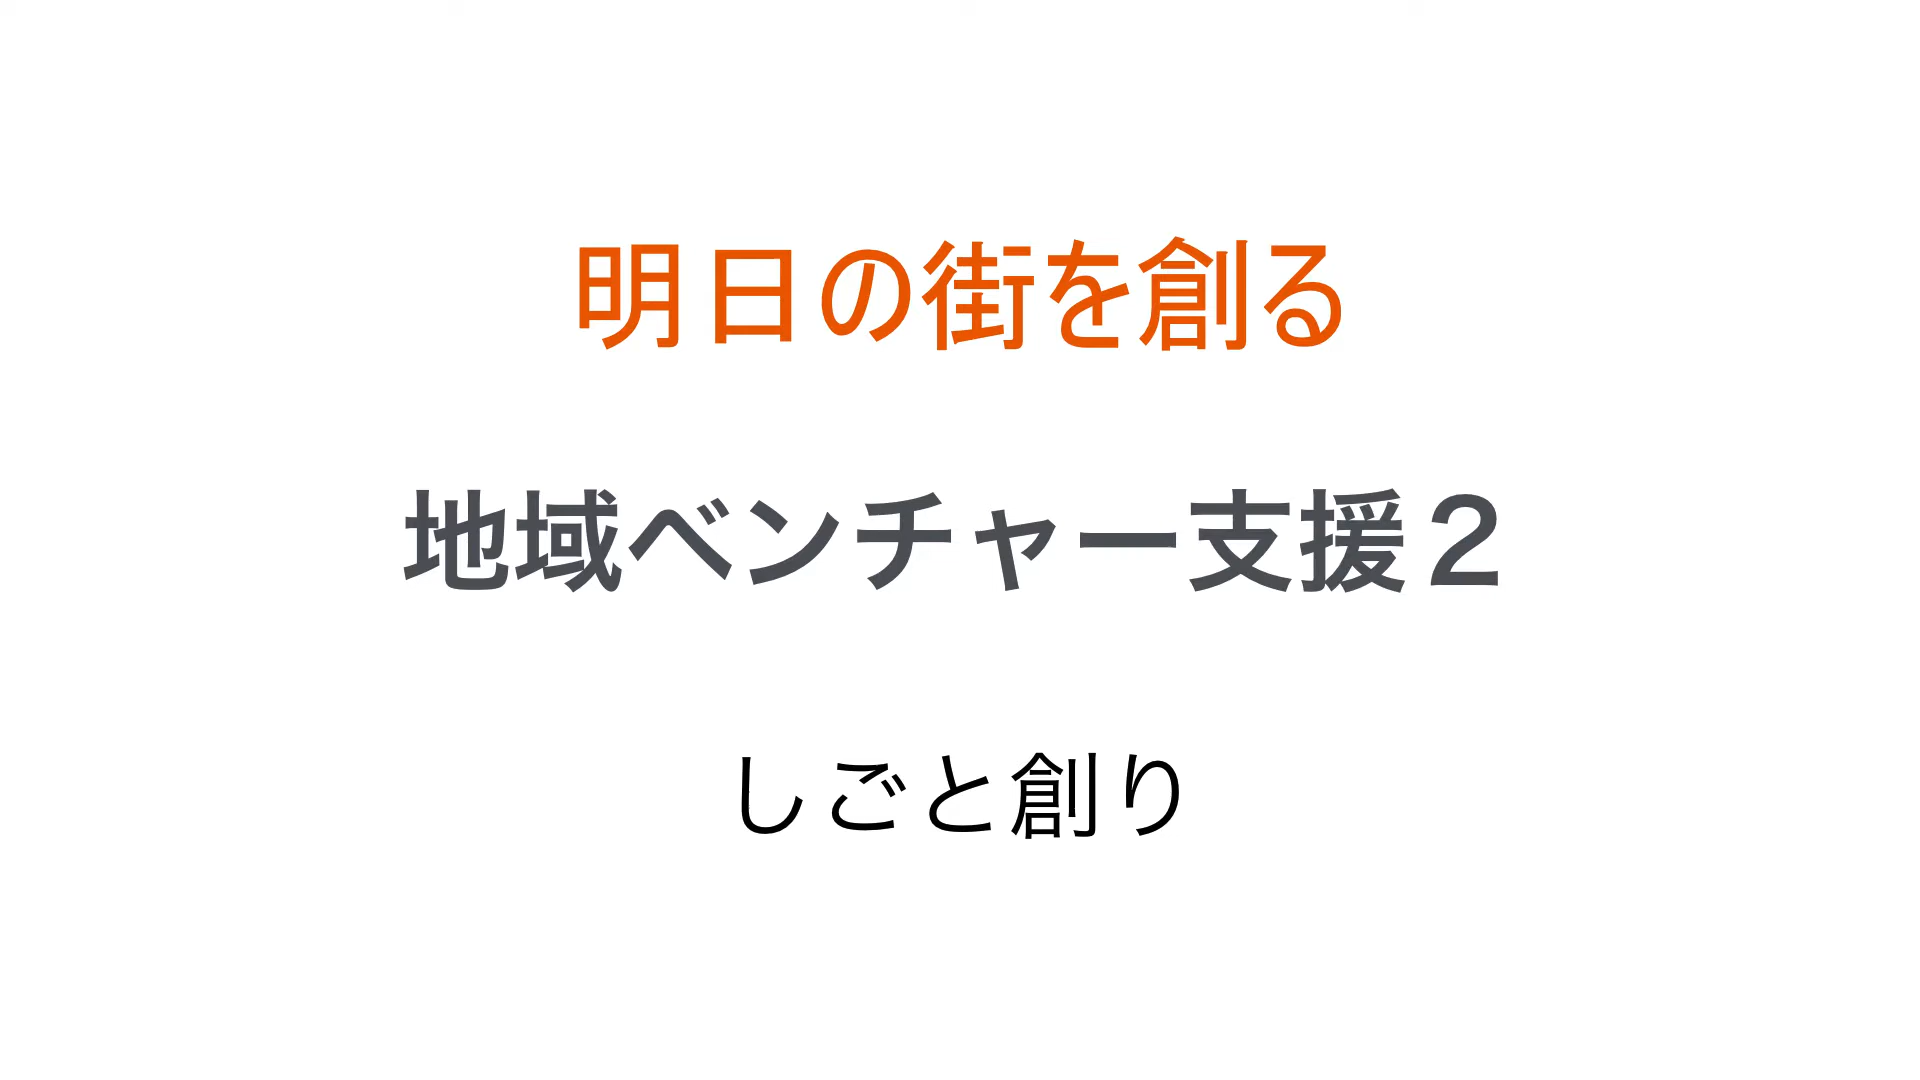 明日の街を創る
地域ベンチャー支援２
しごと創り